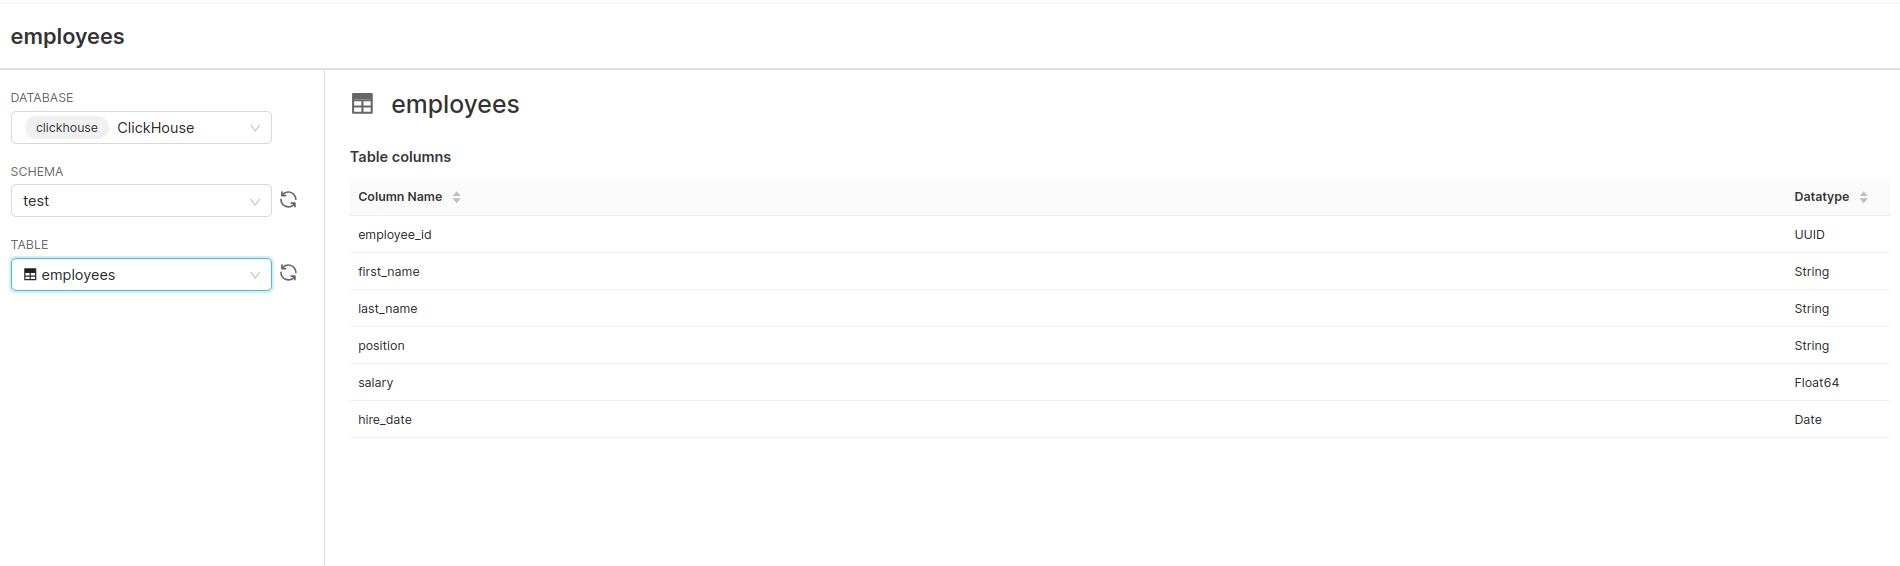 employees
DATABASE
clickhouse ClickHouse
SCHEMA
test
TABLE
employees
employees
Table columns
Column Name Datatype
employee_id UUID
first_name String
last_name String
position String
salary Float64
hire_date Date